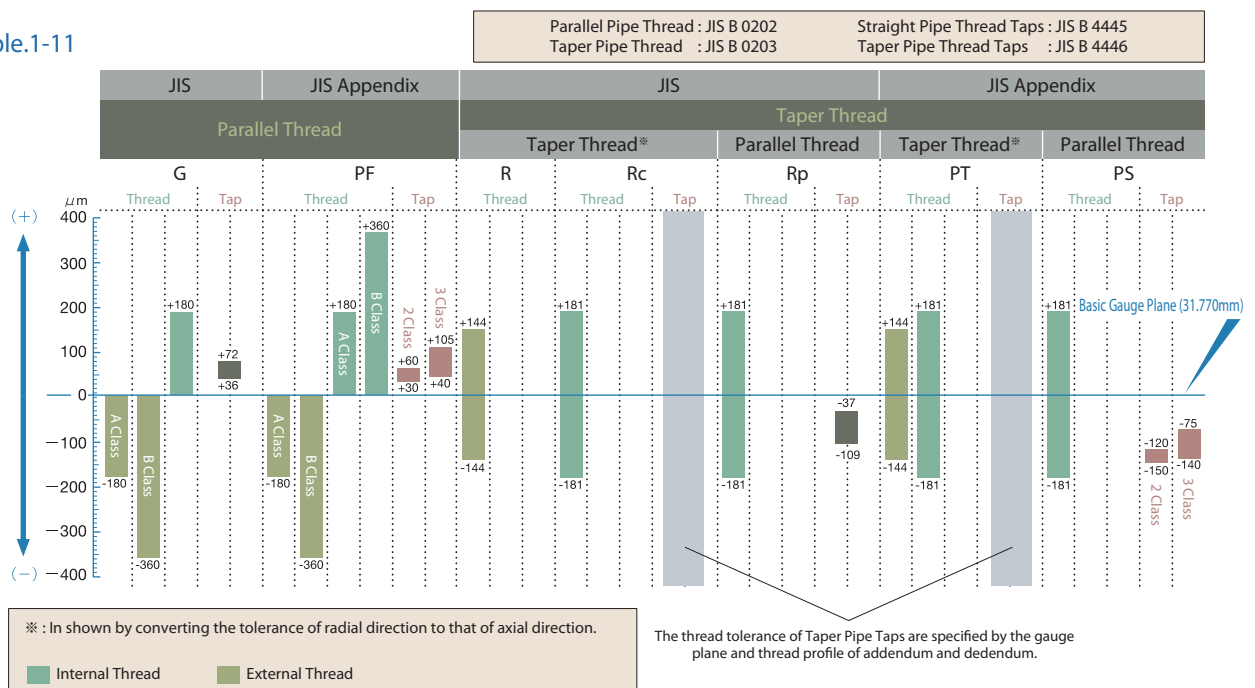 ble.1-11
Parallel Pipe Thread : JIS B 0202 Straight Pipe Thread Taps : JIS B 4445
Taper Pipe Thread : JIS B 0203 Taper Pipe Thread Taps : JIS B 4446
JIS JIS Appendix JIS JIS Appendix
Parallel Thread Taper Thread
Taper Thread※ Parallel Thread Taper Thread※ Parallel Thread
G PF R Rc Rp PT PS
Thread Tap Thread Tap Thread Thread Tap Thread Tap Thread Tap Thread Tap
μm
(+)
400
300
200
100
0
−100
−200
−300
−400
(−)
A Class
-180
B Class
-360
+180
+72
+36
A Class
-180
B Class
-360
+180
A Class
+360
B Class
2 Class
+60
+30
3 Class
+105
+40
+144
-144
+181
-181
+181
-181
-37
-109
+144
-144
+181
-181
+181
-181
Basic Gauge Plane (31.770mm)
-120
-150
2 Class
-75
-140
3 Class
※ : In shown by converting the tolerance of radial direction to that of axial direction.
Internal Thread External Thread
The thread tolerance of Taper Pipe Taps are specified by the gauge
plane and thread profile of addendum and dedendum.